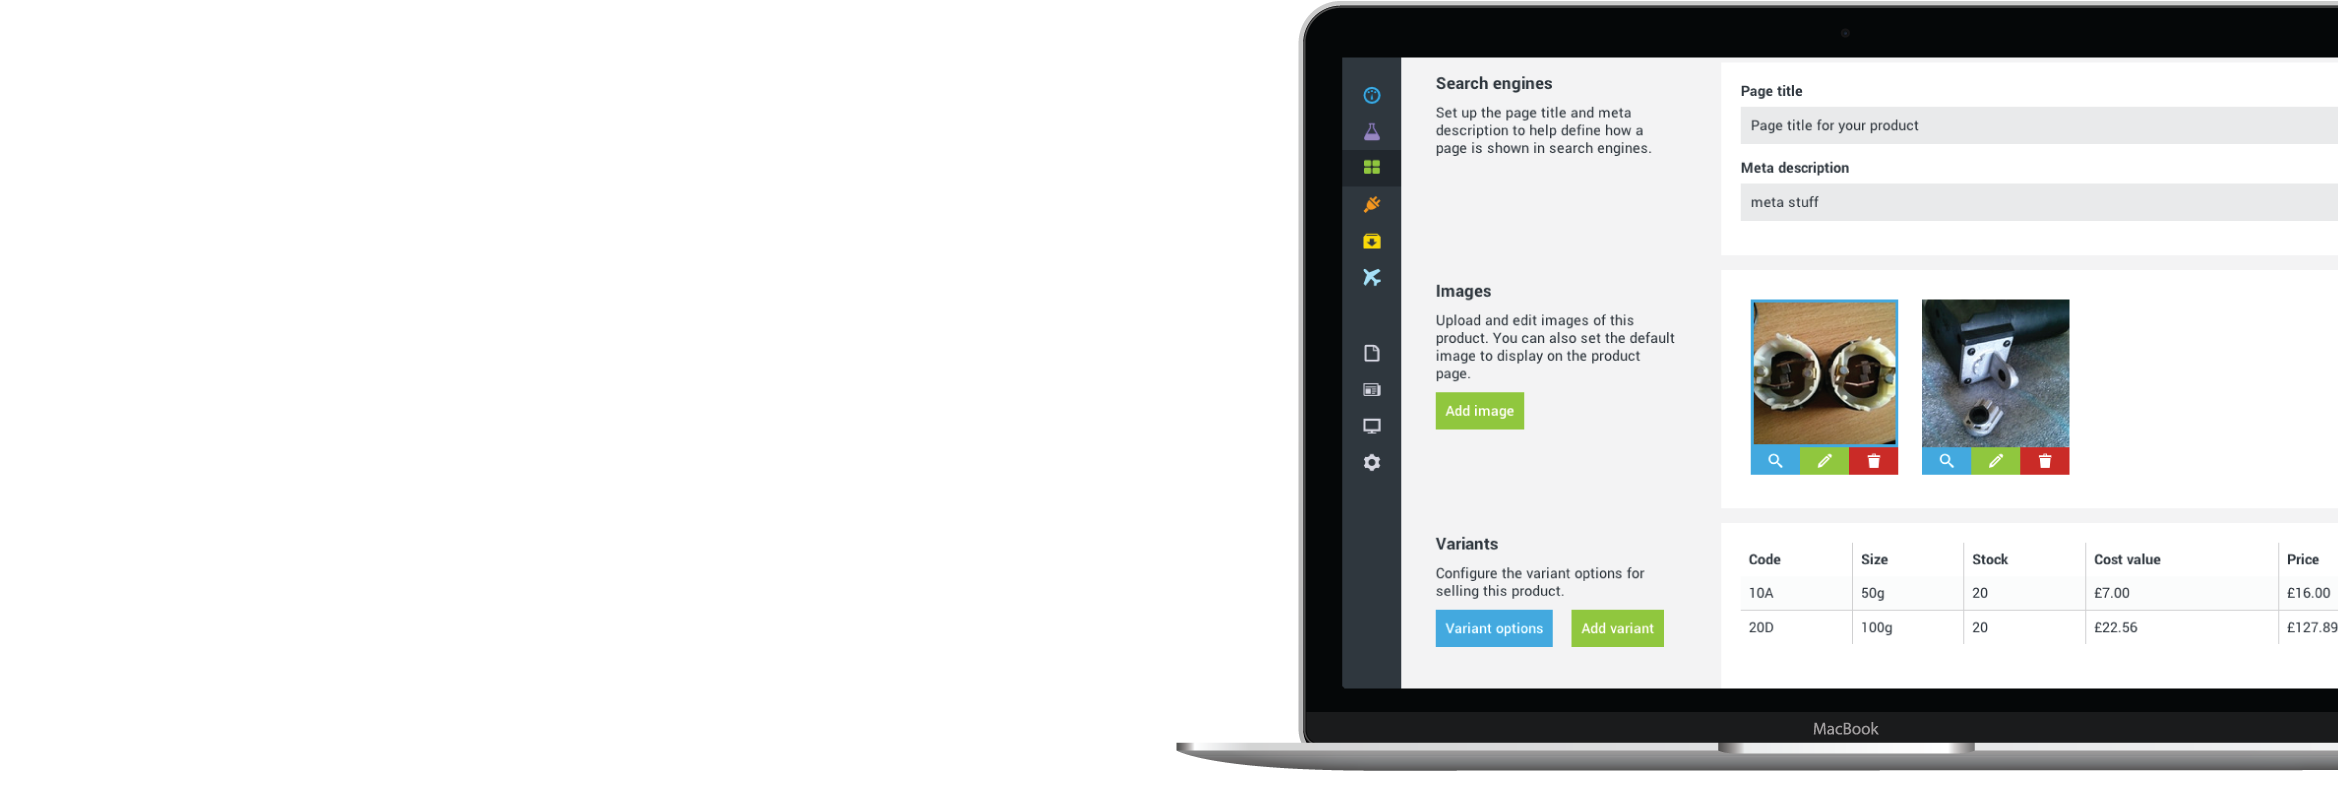 Search engines
Set up the page title and meta
description to help define how a
page is shown in search engines.
Page title
Page title for your product
Meta description
meta stuff
Images
Upload and edit images of this
product. You can also set the default
image to display on the product
page.
Add image
Variants
Configure the variant options for
selling this product.
Variant options Add variant
Code Size Stock Cost value Price
10A 50g 20 £7.00 £16.00
20D 100g 20 £22.56 £127.89
MacBook